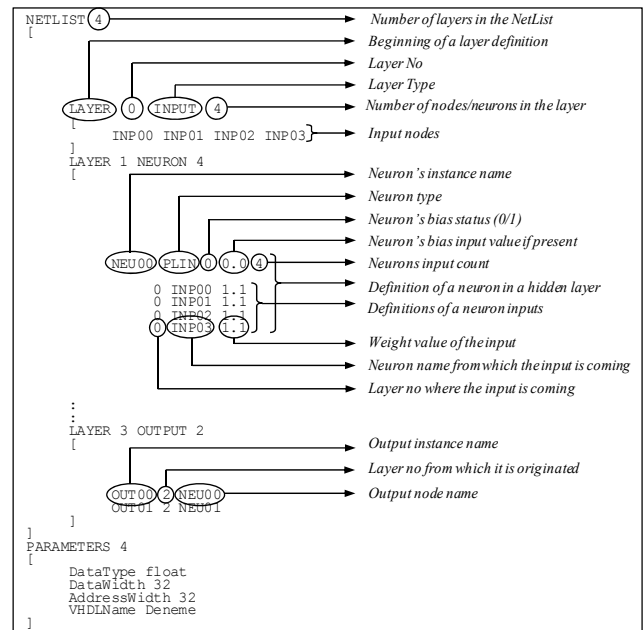 NETLIST 4 Number of layers in the NetList
[ Beginning of a layer definition
Layer No
Layer Type
LAYER 0 INPUT 4 Number of nodes/neurons in the layer
[
INP00 INP01 INP02 INP03 Input nodes
]
LAYER 1 NEURON 4
[ Neuron's instance name
Neuron type
Neuron's bias status (0/1)
Neuron's bias input value if present
NEU00 PLIN 0 0.0 4 Neurons input count
0 INP00 1.1 Definition of a neuron in a hidden layer
0 INP01 1.1 Definitions of a neuron inputs
0 INP02 1.1
0 INP03 1.1 Weight value of the input
Neuron name from which the input is coming
Layer no where the input is coming
:
:
LAYER 3 OUTPUT 2
[ Output instance name
Layer no from which it is originated
OUT00 2 NEU00 Output node name
OUT01 2 NEU01
]
]
PARAMETERS 4
[
DataType float
DataWidth 32
AddressWidth 32
VHDLName Deneme
]